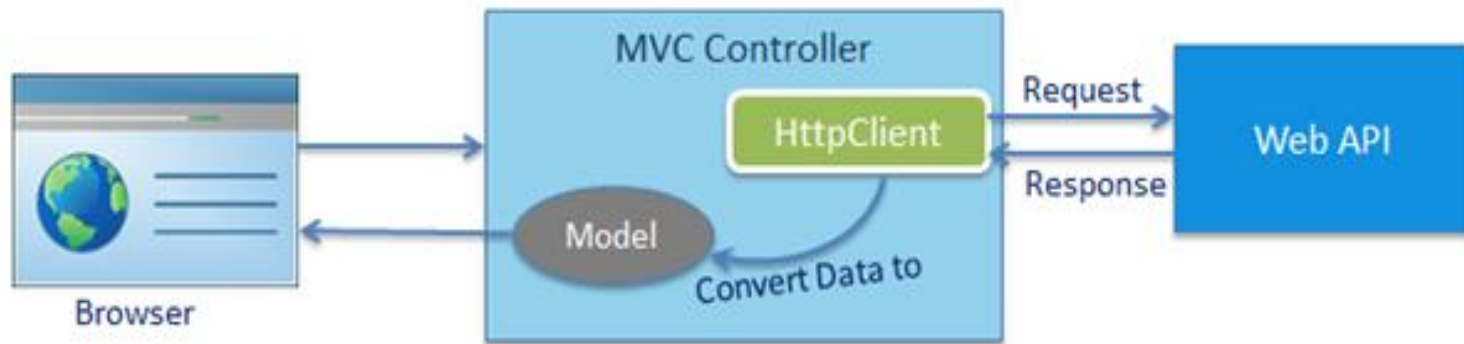 MVC Controller
Request
HttpClient
Web API
Response
Model
Convert Data to
Browser